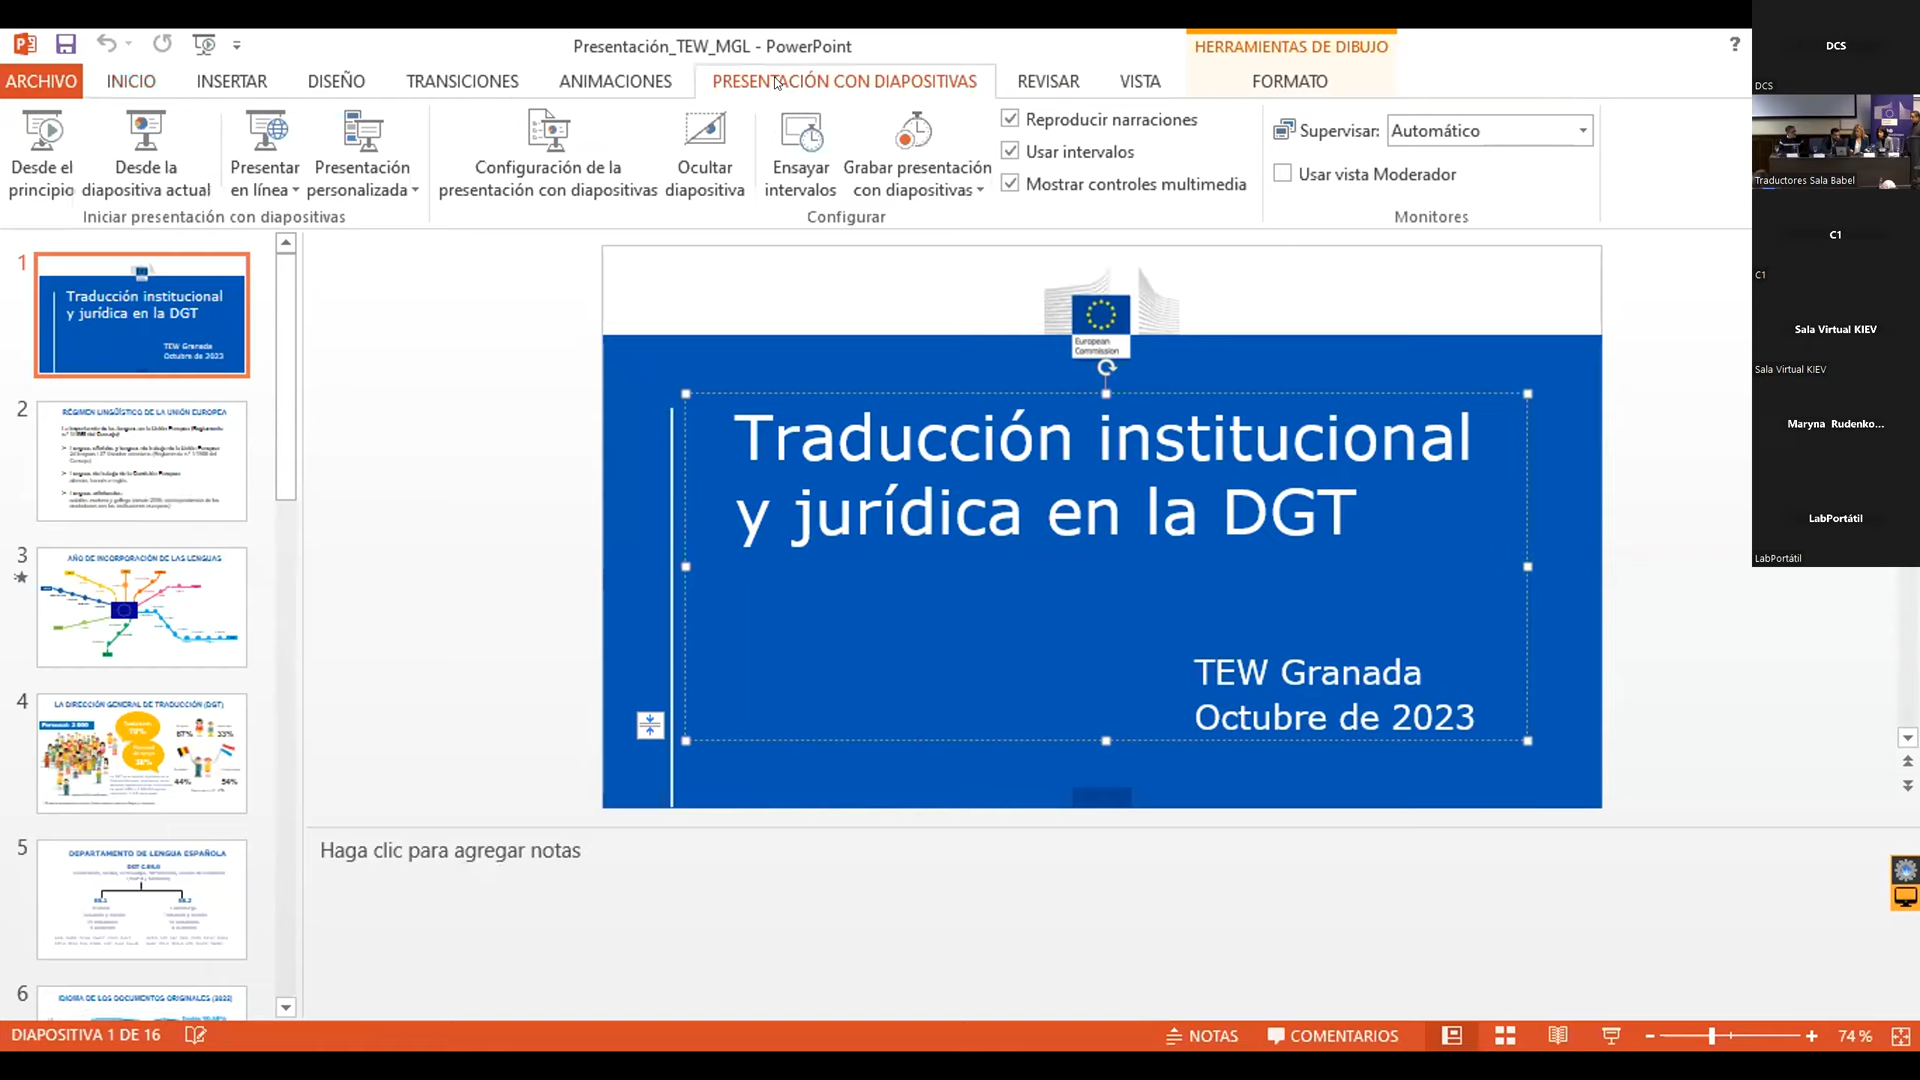 Presentación_TEW_MGL - PowerPoint
HERRAMIENTAS DE DIBUJO
?
ARCHIVO
INICIO
INSERTAR
DISEÑO
TRANSICIONES
ANIMACIONES
PRESENTACIÓN CON DIAPOSITIVAS
REVISAR
VISTA
FORMATO
Desde el
principio
Desde la
diapositiva actual
Presentar
en línea
Presentación
personalizada
Iniciar presentación con diapositivas
Configuración de la
presentación con diapositivas
Ocultar
diapositiva
Ensayar
intervalos
Grabar presentación
con diapositivas
Reproducir narraciones
Usar intervalos
Mostrar controles multimedia
Configurar
Supervisar:
Automático
Usar vista Moderador
Monitores
1
Traducción institucional
y jurídica en la DGT
TEW Granada
Octubre de 2023
2
RÉGIMEN LINGÜÍSTICO DE LA UNIÓN EUROPEA
3
AÑO DE INCORPORACIÓN DE LAS LENGUAS
4
LA DIRECCIÓN GENERAL DE TRADUCCIÓN (DGT)
67%
33%
44%
5
DEPARTAMENTO DE LENGUA ESPAÑOLA
6
IDIOMA DE LOS DOCUMENTOS ORIGINALES (2022)
European
Commission
Traducción institucional
y jurídica en la DGT
TEW Granada
Octubre de 2023
Haga clic para agregar notas
DIAPOSITIVA 1 DE 16
NOTAS
COMENTARIOS
74 %
DCS
DCS
Traductores Sala Babel
C1
C1
Sala Virtual KIEV
Sala Virtual KIEV
Maryna Rudenko...
LabPortátil
LabPortátil